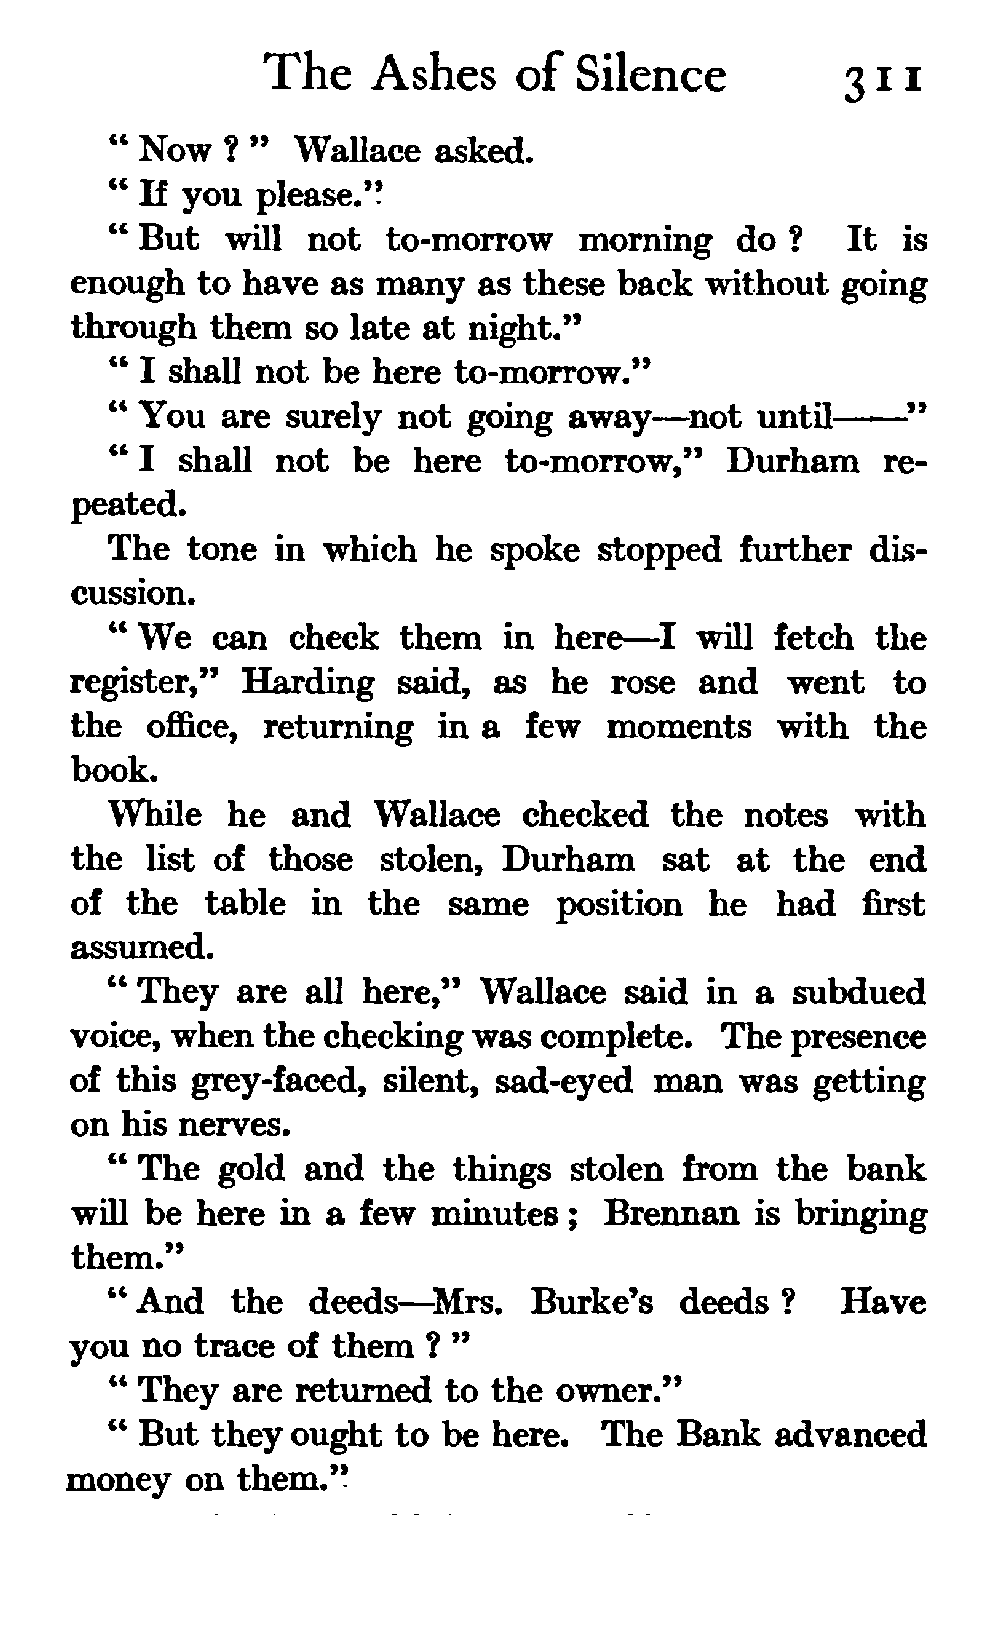 The Ashes of Silence 311
" Now ? " Wallace asked.
" If you please."
" But will not to-morrow morning do ? It is
enough to have as many as these back without going
through them so late at night."
" I shall not be here to-morrow."
" You are surely not going away—not until——"
" I shall not be here to-morrow," Durham re-
peated.
The tone in which he spoke stopped further dis-
cussion.
" We can check them in here—I will fetch the
register," Harding said, as he rose and went to
the office, returning in a few moments with the
book.
While he and Wallace checked the notes with
the list of those stolen, Durham sat at the end
of the table in the same position he had first
assumed.
" They are all here," Wallace said in a subdued
voice, when the checking was complete. The presence
of this grey-faced, silent, sad-eyed man was getting
on his nerves.
" The gold and the things stolen from the bank
will be here in a few minutes ; Brennan is bringing
them."
" And the deeds—Mrs. Burke's deeds ? Have
you no trace of them ? "
" They are returned to the owner."
" But they ought to be here. The Bank advanced
money on them."